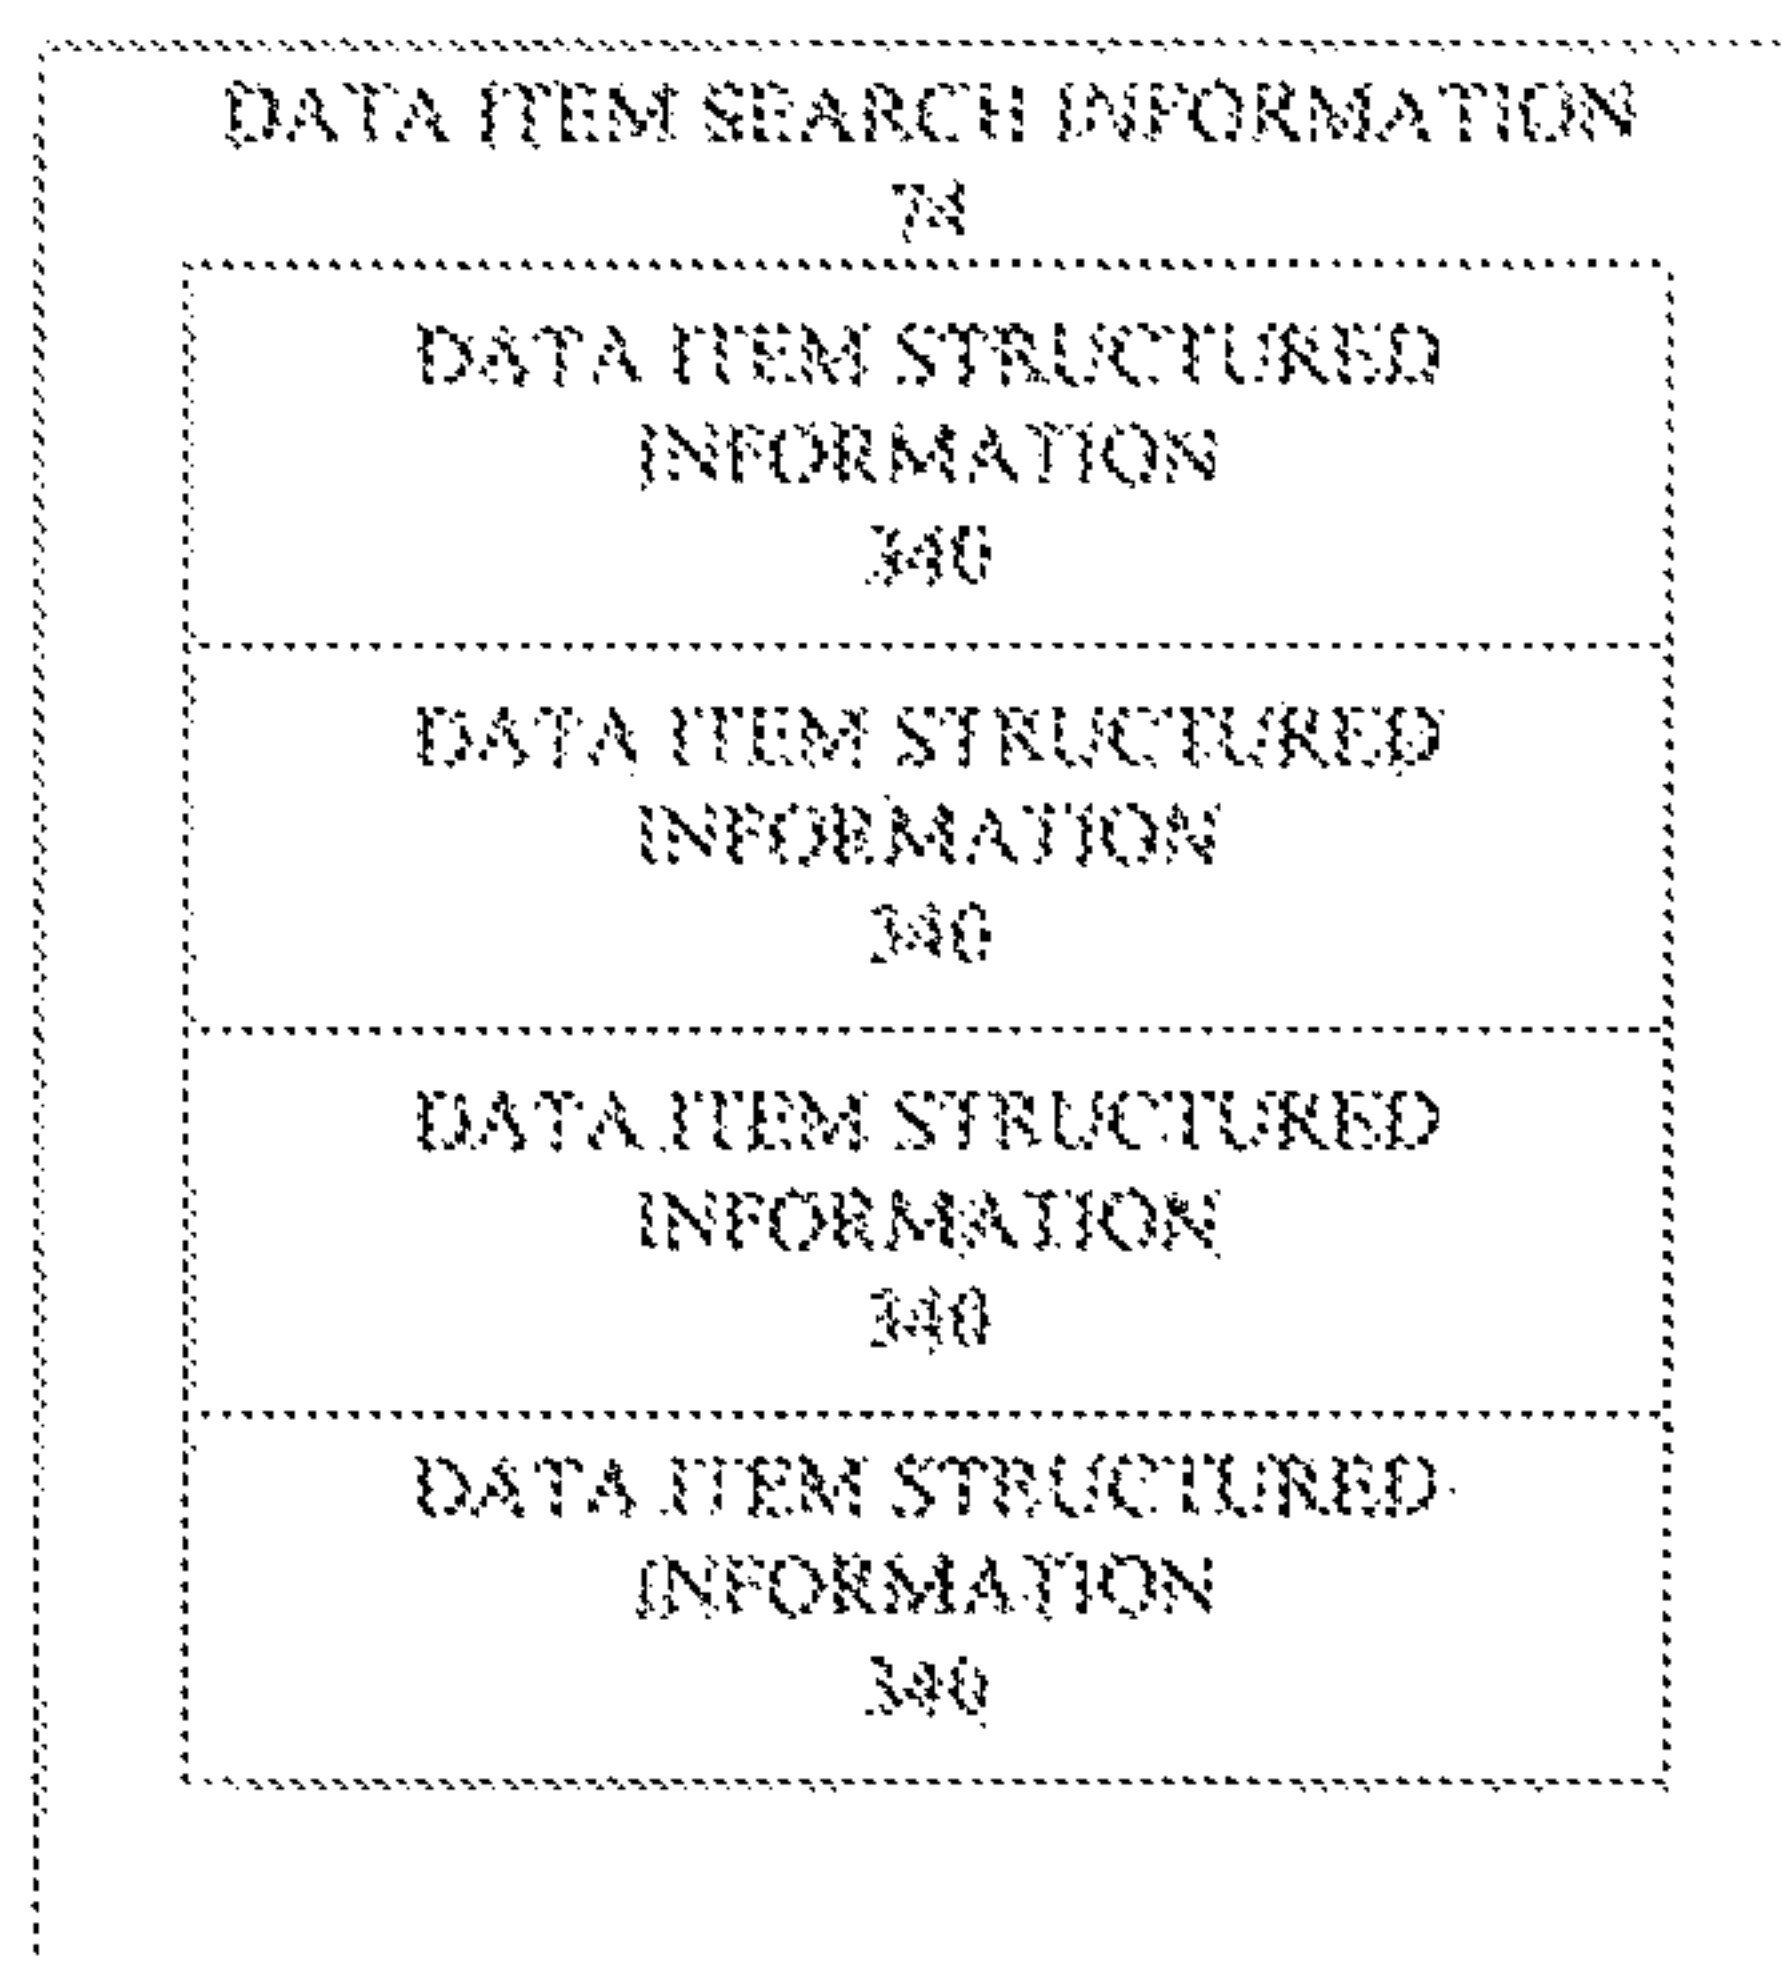 DATA ITEM SEARCH INFORMATION
74
DATA ITEM STRUCTURED
INFORMATION
340
DATA ITEM STRUCTURED
INFORMATION
340
DATA ITEM STRUCTURED
INFORMATION
340
DATA ITEM STRUCTURED
INFORMATION
340